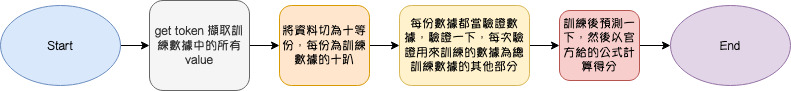 Start
get token 擷取訓
練數據中的所有
value
將資料切為十等
份，每份為訓練
數據的十趴
每份數據都當驗證數
據，驗證一下，每次驗
證用來訓練的數據為總
訓練數據的其他部分
訓練後預測一
下，然後以官
方給的公式計
算得分
End